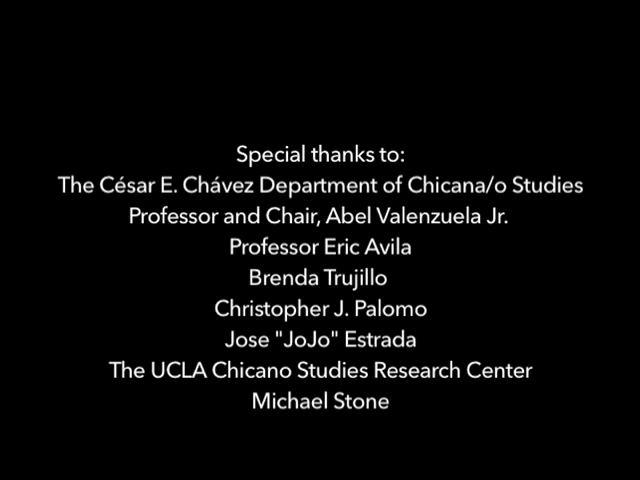 Special thanks to:
The César E. Chávez Department of Chicana/o Studies
Professor and Chair, Abel Valenzuela Jr.
Professor Eric Avila
Brenda Trujillo
Christopher J. Palomo
Jose "JoJo" Estrada
The UCLA Chicano Studies Research Center
Michael Stone